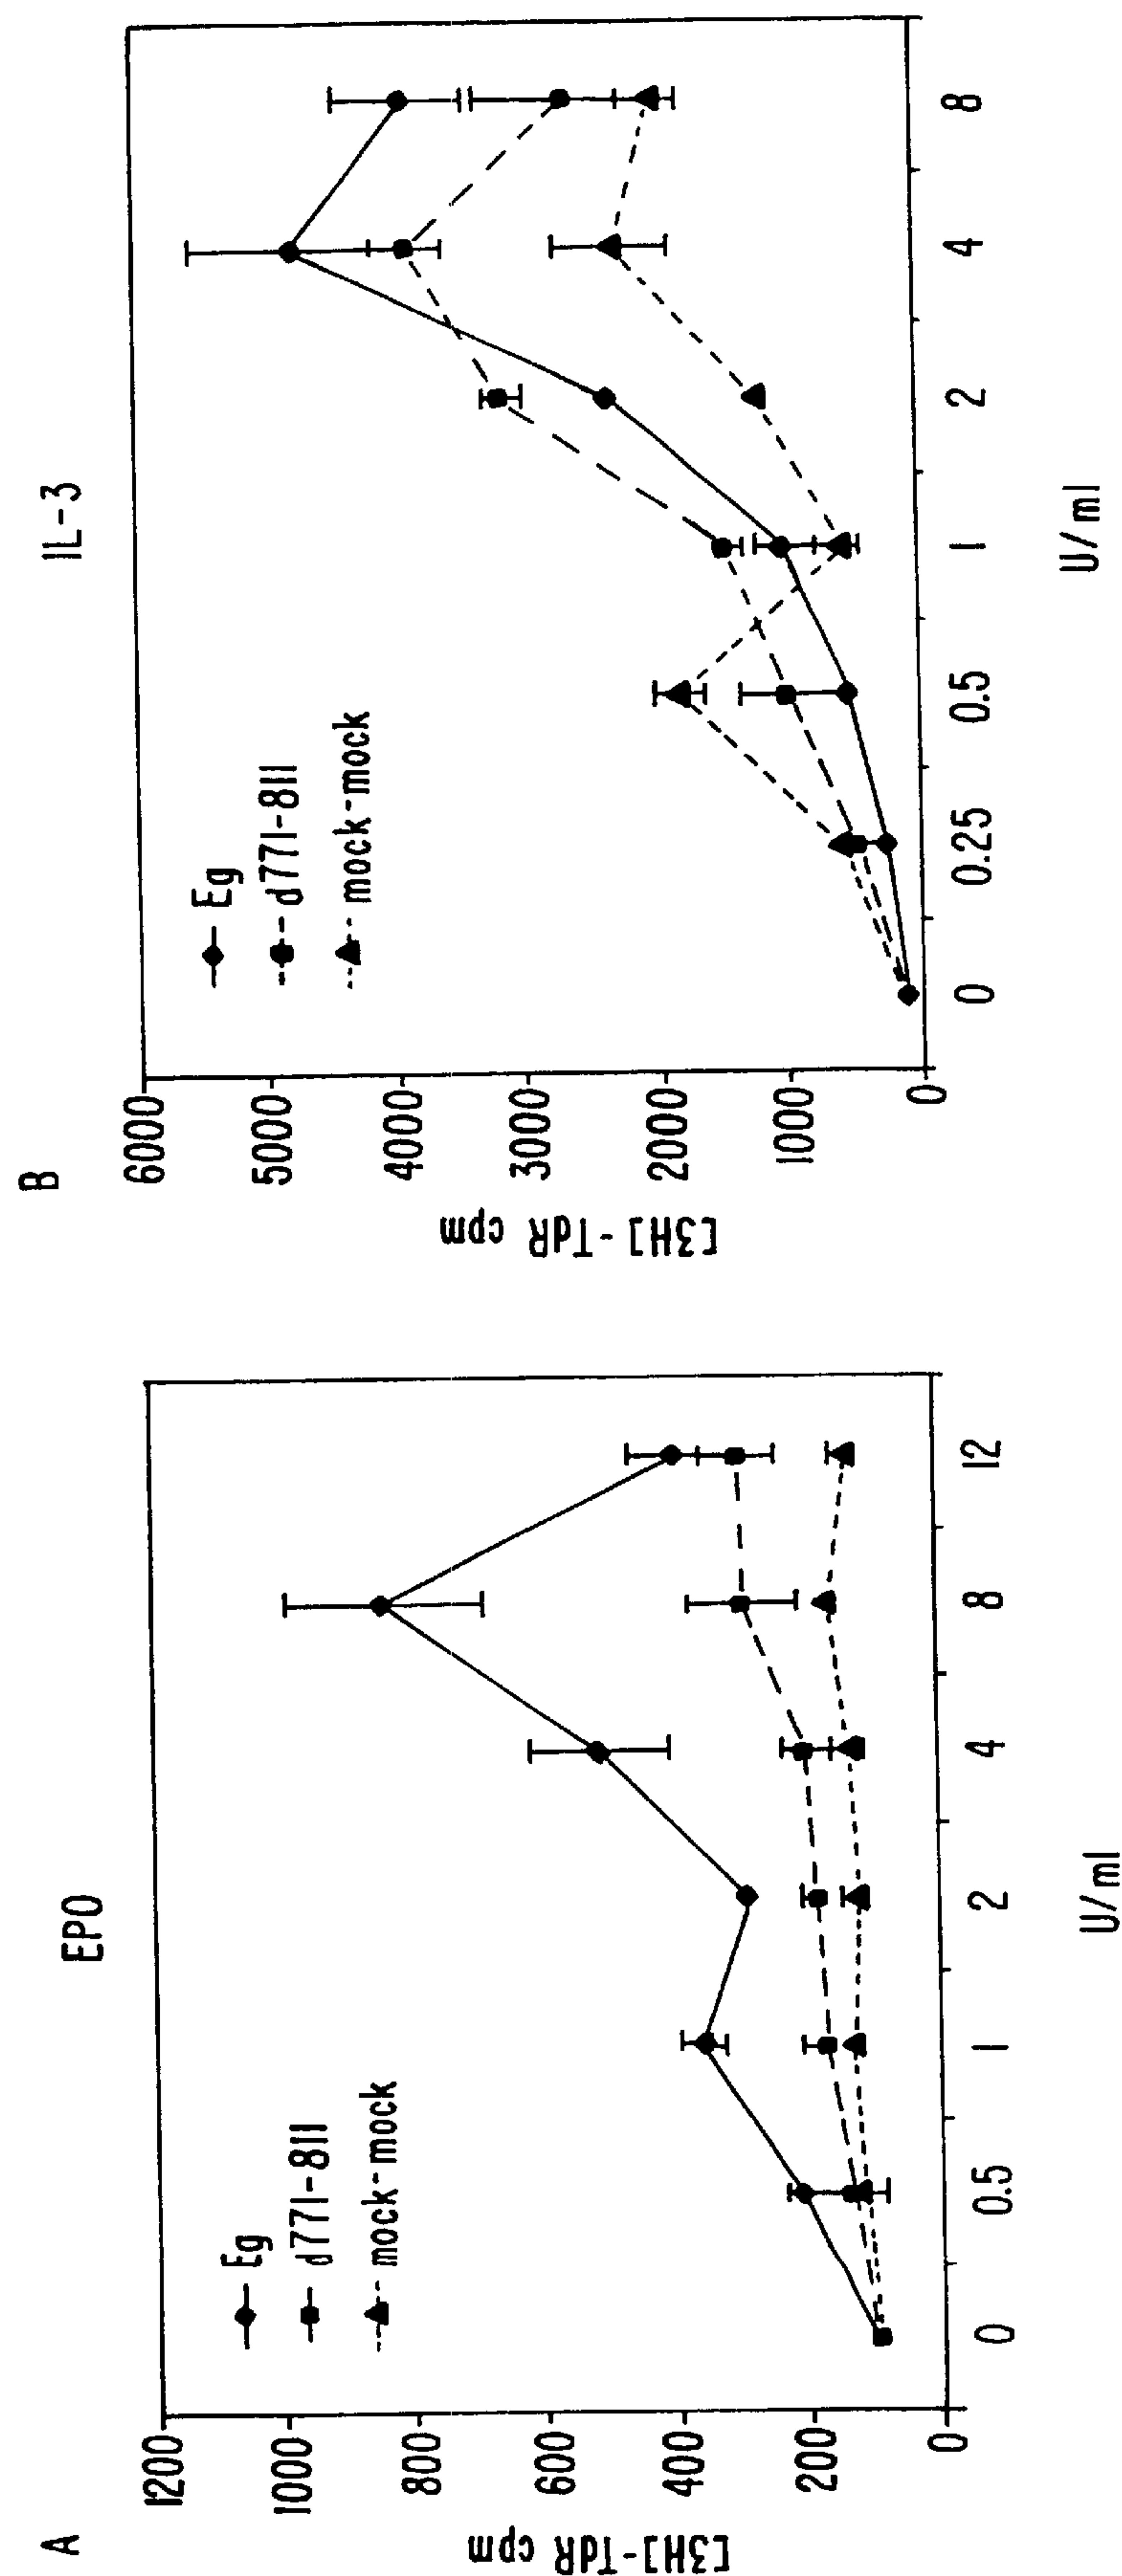 A
EPO
[3H]-TdR cpm
1200
1000
800
600
400
200
0
Eg
d771-811
mock-mock
0 0.5 1 2 4 8 12
U/ml
B
IL-3
[3H]-TdR cpm
6000
5000
4000
3000
2000
1000
0
Eg
d771-811
mock-mock
0 0.25 0.5 1 2 4 8
U/ml